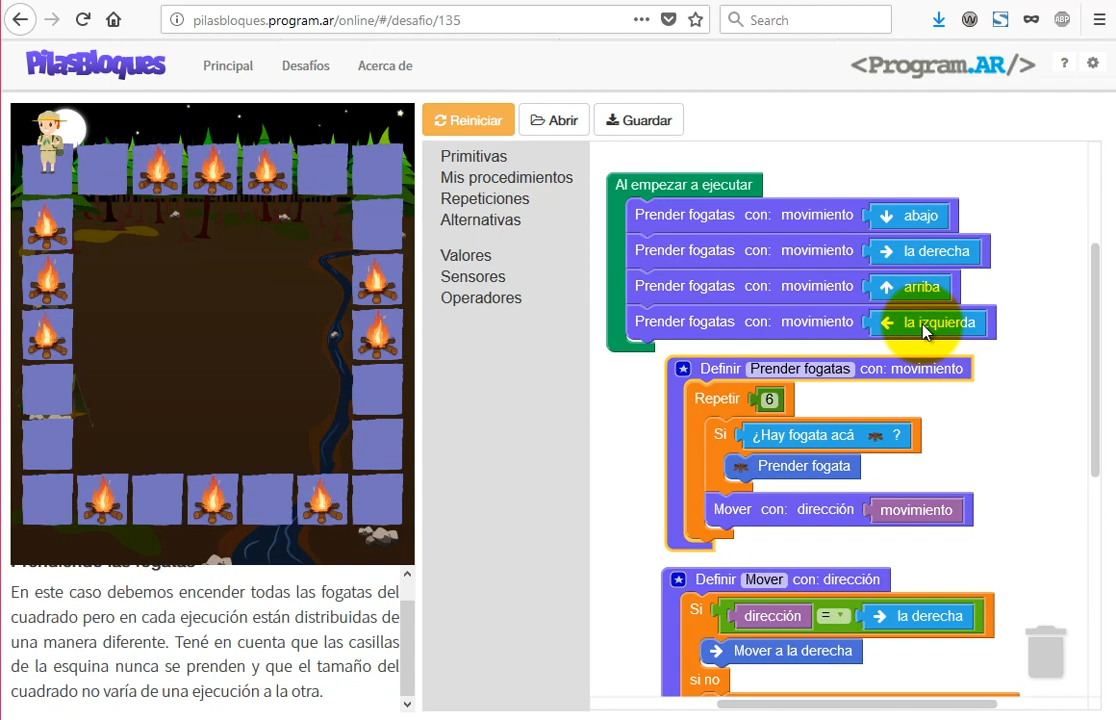 pilasbloques.program.ar/online/#/desafio/135
Search
ABP
PilasBloques
Principal
Desafíos
Acerca de
<Program.AR/>
?
Reiniciar
Abrir
Guardar
Primitivas
Mis procedimientos
Repeticiones
Alternativas
Valores
Sensores
Operadores
Al empezar a ejecutar
Prender fogatas con: movimiento abajo
Prender fogatas con: movimiento la derecha
Prender fogatas con: movimiento arriba
Prender fogatas con: movimiento la izquierda
Definir Prender fogatas con: movimiento
Repetir 6
Si ¿Hay fogata acá ?
Prender fogata
Mover con: dirección movimiento
Definir Mover con: dirección
Si dirección = la derecha
Mover a la derecha
si no
Prendiendo las fogatas
En este caso debemos encender todas las fogatas del
cuadrado pero en cada ejecución están distribuidas de
una manera diferente. Tené en cuenta que las casillas
de la esquina nunca se prenden y que el tamaño del
cuadrado no varía de una ejecución a la otra.